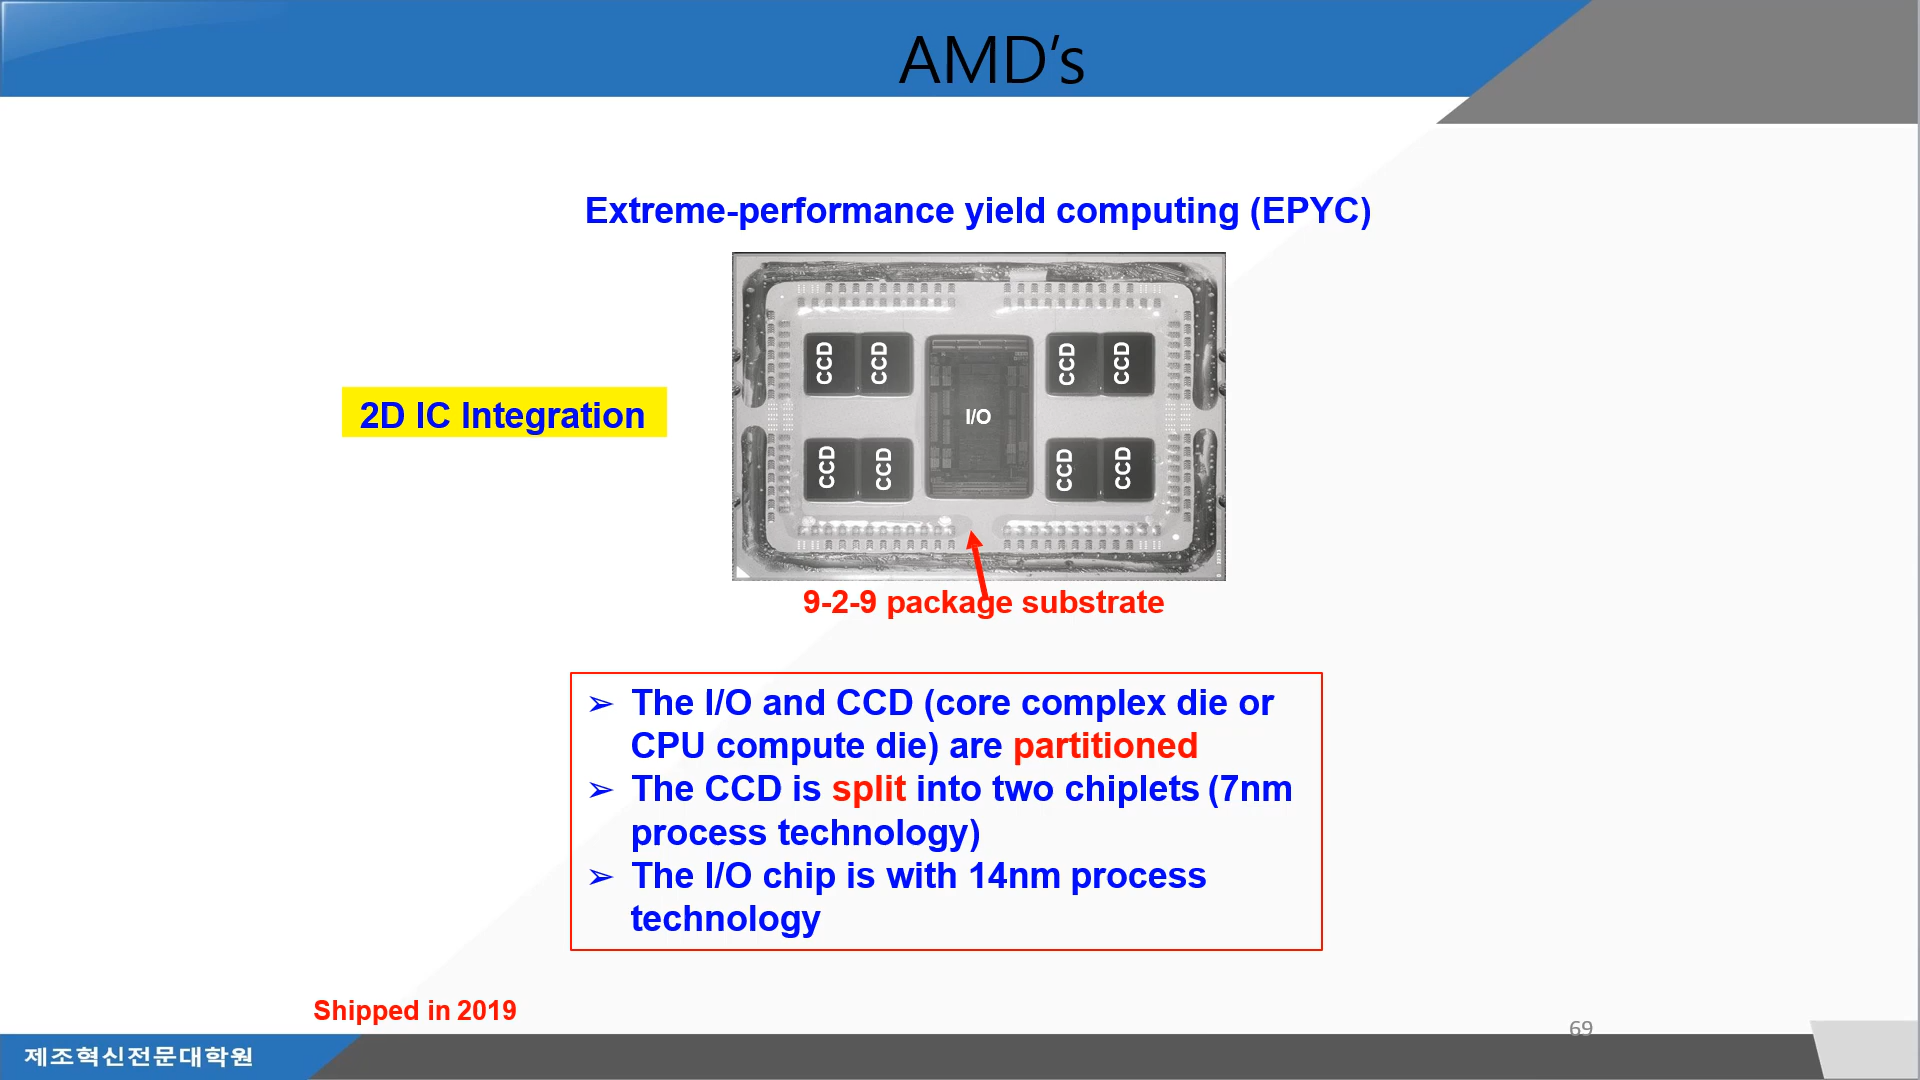 AMD's
Extreme-performance yield computing (EPYC)
CCD CCD CCD CCD
2D IC Integration
I/O
CCD CCD CCD CCD
9-2-9 package substrate
➢ The I/O and CCD (core complex die or
CPU compute die) are partitioned
➢ The CCD is split into two chiplets (7nm
process technology)
➢ The I/O chip is with 14nm process
technology
Shipped in 2019
69
제조혁신전문대학원